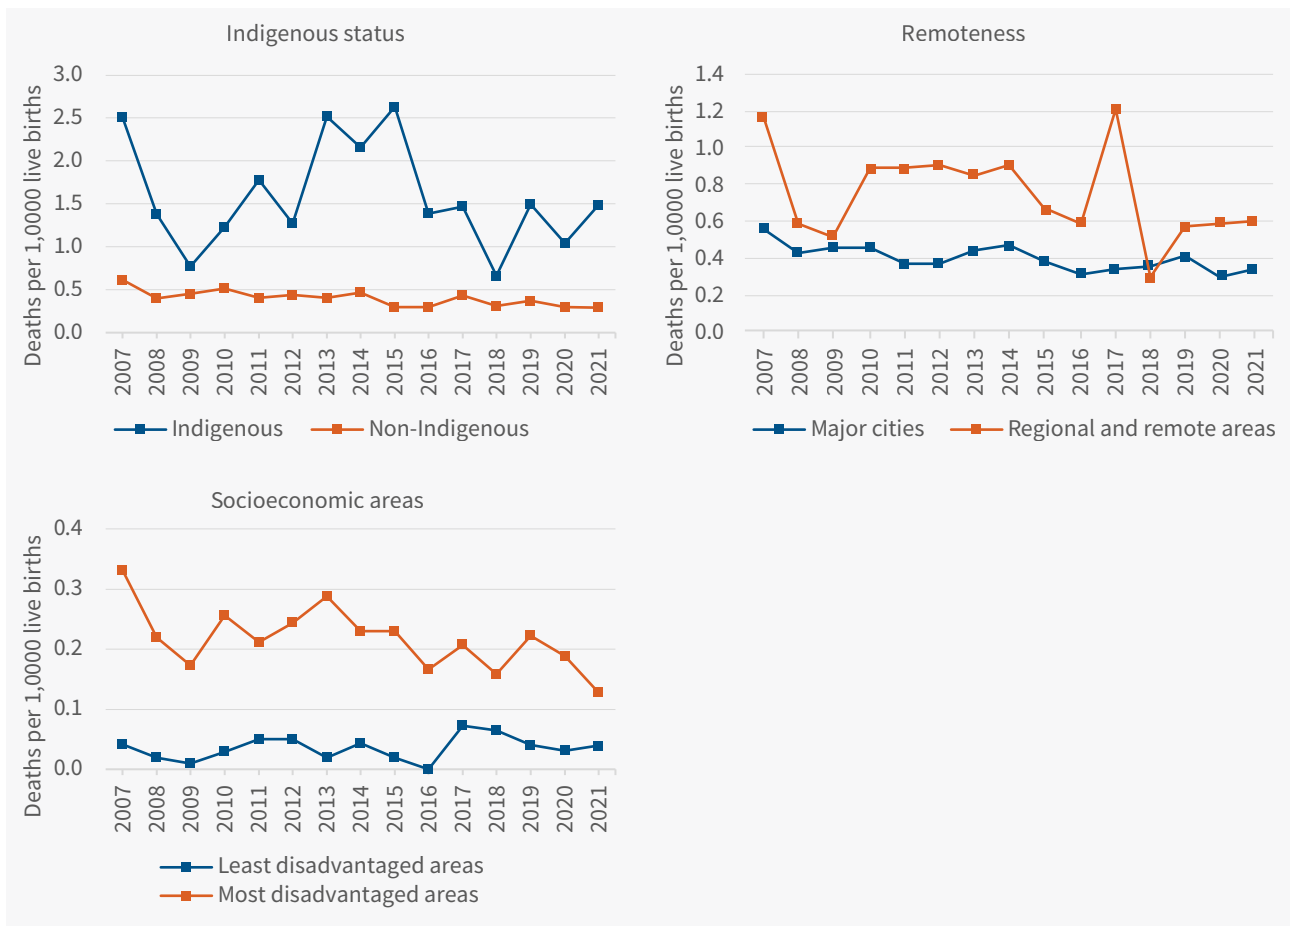 Indigenous status
Deaths per 1,0000 live births
3.0
2.5
2.0
1.5
1.0
0.5
0.0
2007 2008 2009 2010 2011 2012 2013 2014 2015 2016 2017 2018 2019 2020 2021
Indigenous Non-Indigenous
Remoteness
Deaths per 1,0000 live births
1.4
1.2
1.0
0.8
0.6
0.4
0.2
0.0
2007 2008 2009 2010 2011 2012 2013 2014 2015 2016 2017 2018 2019 2020 2021
Major cities Regional and remote areas
Socioeconomic areas
Deaths per 1,0000 live births
0.4
0.3
0.2
0.1
0.0
2007 2008 2009 2010 2011 2012 2013 2014 2015 2016 2017 2018 2019 2020 2021
Least disadvantaged areas
Most disadvantaged areas